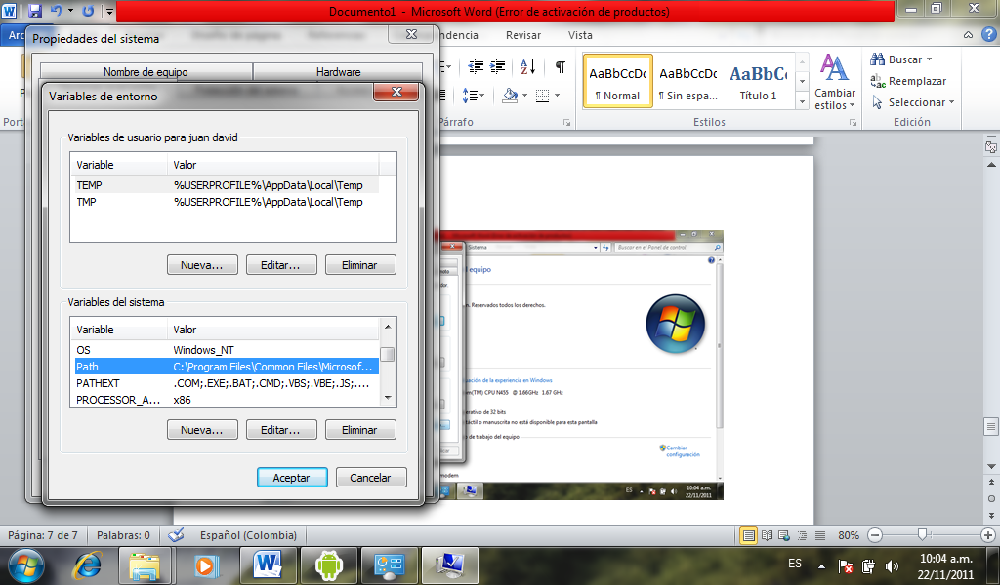 Documento1 - Microsoft Word (Error de activación de productos)
Propiedades del sistema
ndencia Revisar Vista
Nombre de equipo Hardware
Variables de entorno
Variables de usuario para juan david
Variable Valor
TEMP %USERPROFILE%\AppData\Local\Temp
TMP %USERPROFILE%\AppData\Local\Temp
Nueva... Editar... Eliminar
Variables del sistema
Variable Valor
OS Windows_NT
Path C:\Program Files\Common Files\Microsof...
PATHEXT .COM;.EXE;.BAT;.CMD;.VBS;.VBE;.JS;....
PROCESSOR_A... x86
Nueva... Editar... Eliminar
Aceptar Cancelar
AaBbCcDc AaBbCcDc AaBbC
¶ Normal ¶ Sin espa... Título 1
Cambiar
estilos
Buscar
Reemplazar
Seleccionar
Párrafo Estilos Edición
Sistema Buscar en el Panel de control
l equipo
n. Reservados todos los derechos.
uación de la experiencia en Windows
om(TM) CPU N455 @ 1.66GHz 1.67 GHz
erativo de 32 bits
táctil o manuscrita no está disponible para esta pantalla
de trabajo del equipo
Cambiar
configuración
modem
ES 10:04 a.m.
22/11/2011
Página: 7 de 7 Palabras: 0 Español (Colombia) 80%
ES 10:04 a.m.
22/11/2011